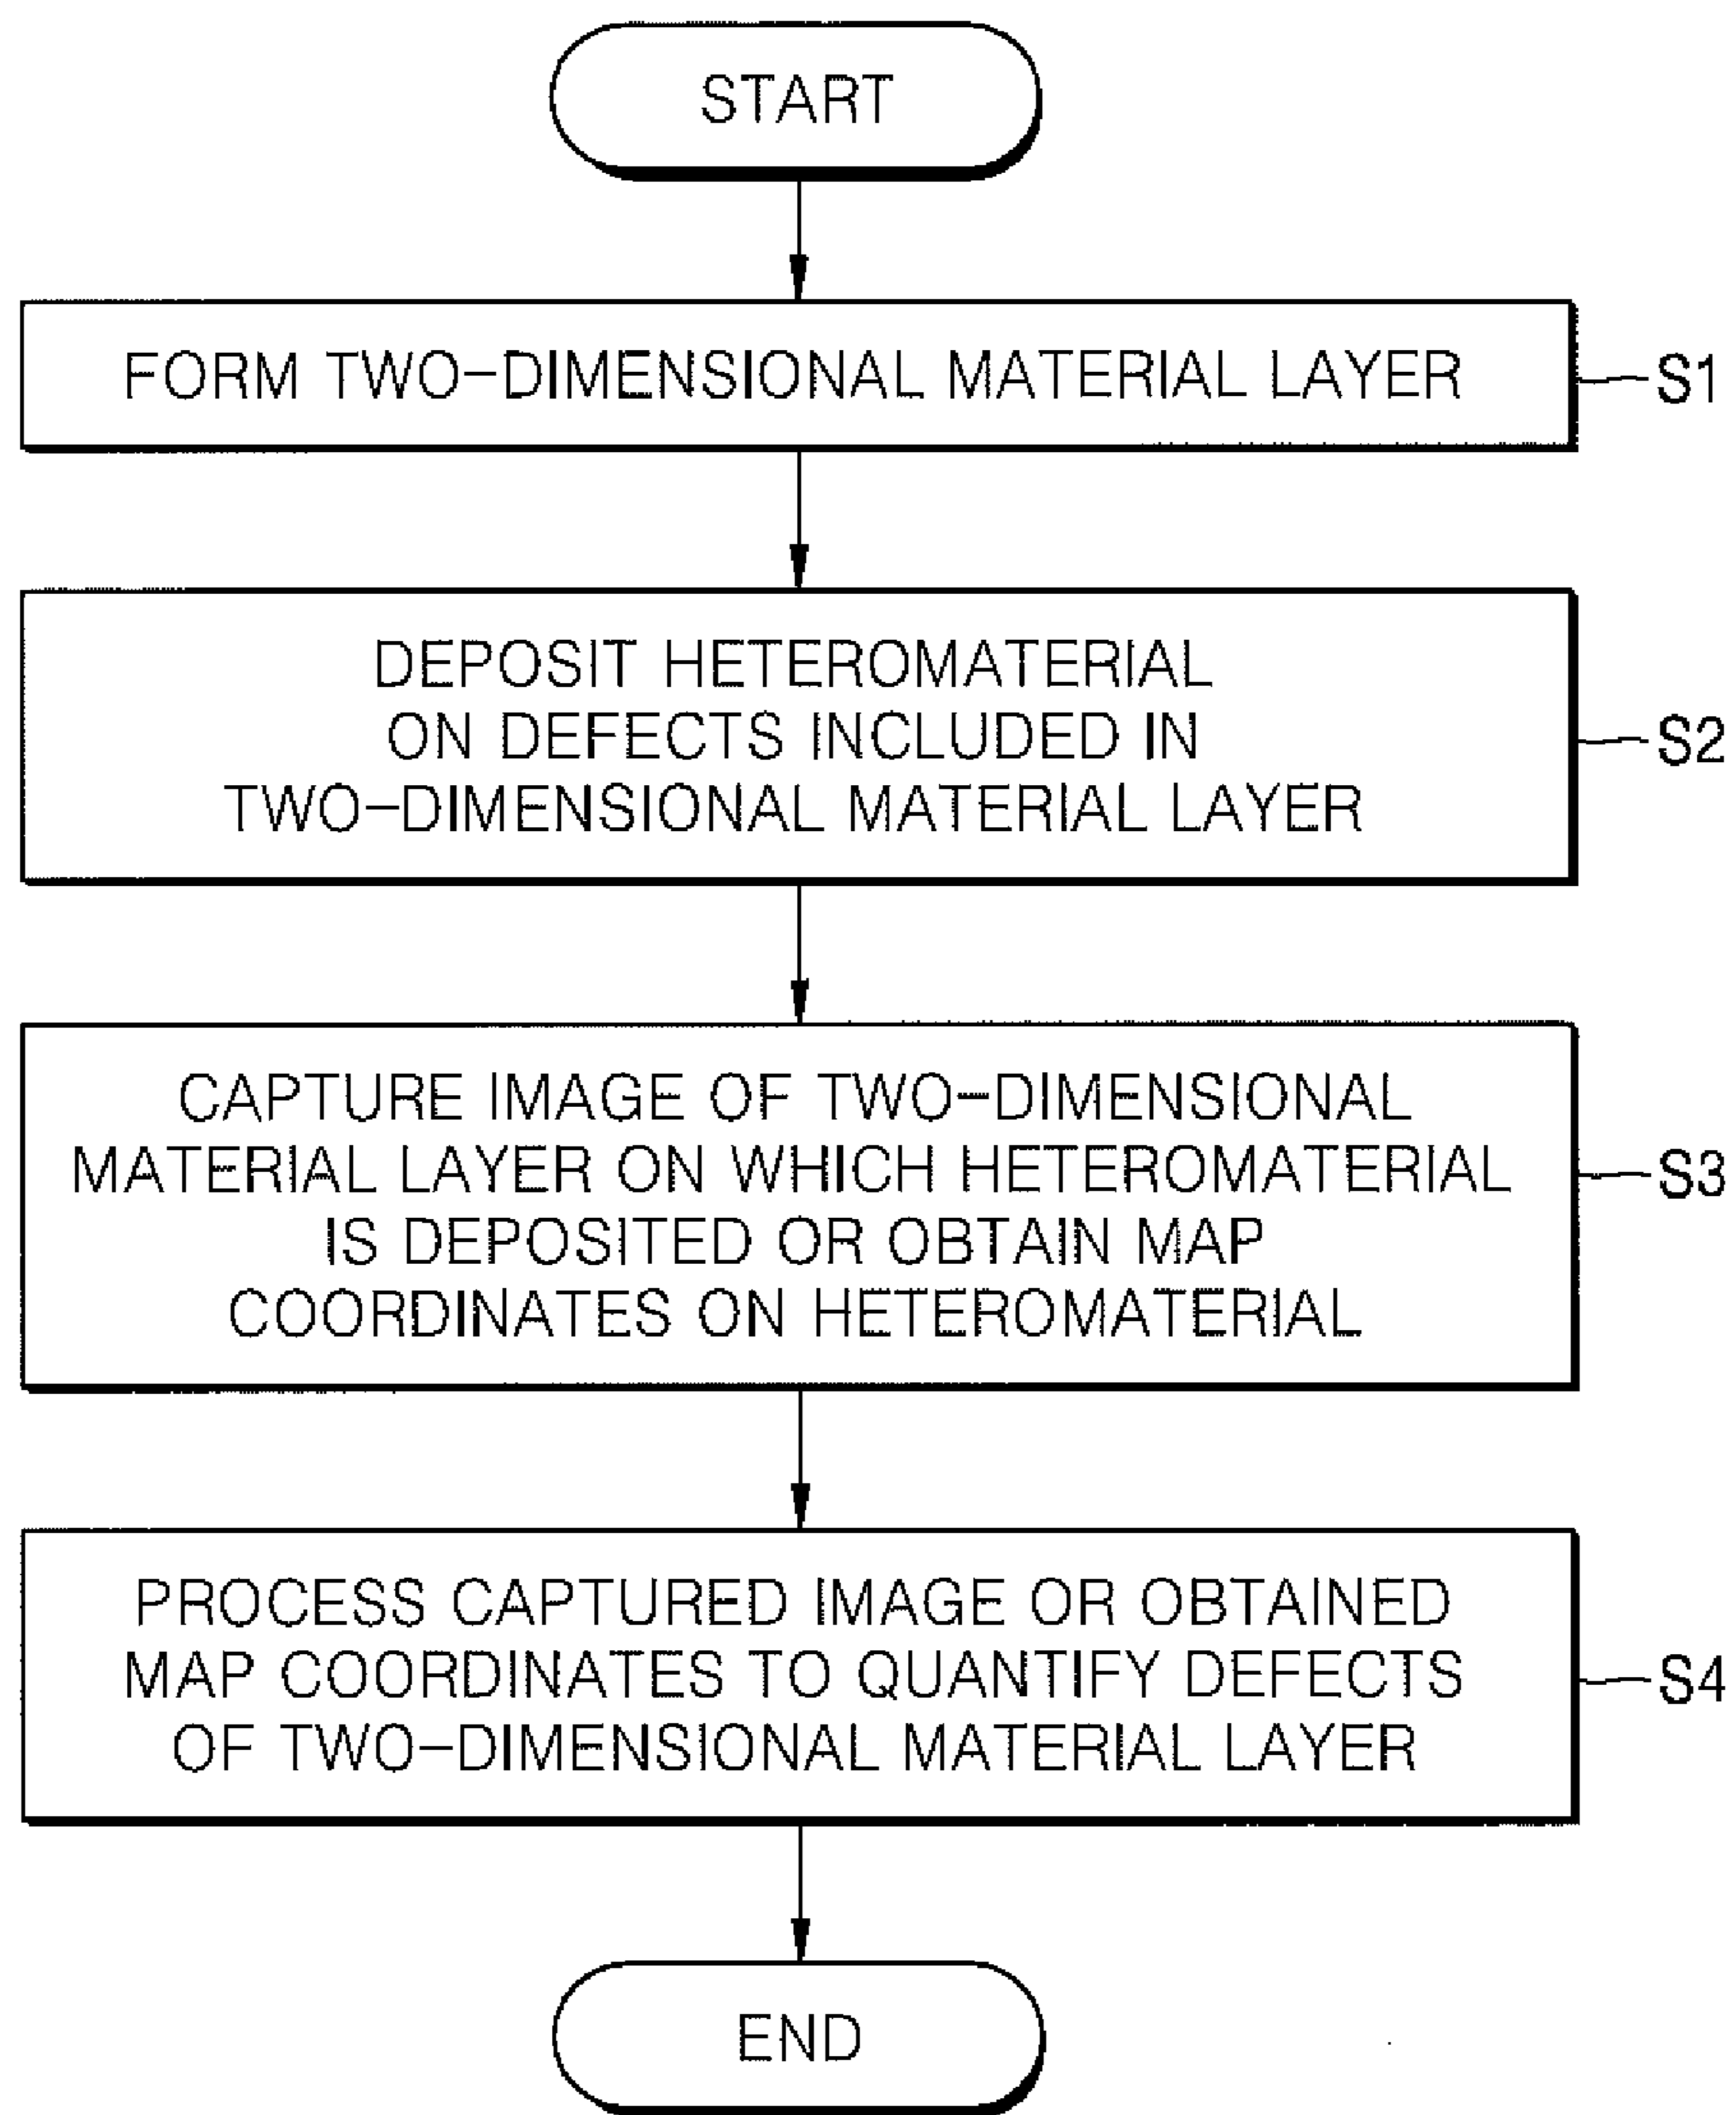 START
FORM TWO-DIMENSIONAL MATERIAL LAYER
S1
DEPOSIT HETEROMATERIAL
ON DEFECTS INCLUDED IN
TWO-DIMENSIONAL MATERIAL LAYER
S2
CAPTURE IMAGE OF TWO-DIMENSIONAL
MATERIAL LAYER ON WHICH HETEROMATERIAL
IS DEPOSITED OR OBTAIN MAP
COORDINATES ON HETEROMATERIAL
S3
PROCESS CAPTURED IMAGE OR OBTAINED
MAP COORDINATES TO QUANTIFY DEFECTS
OF TWO-DIMENSIONAL MATERIAL LAYER
S4
END